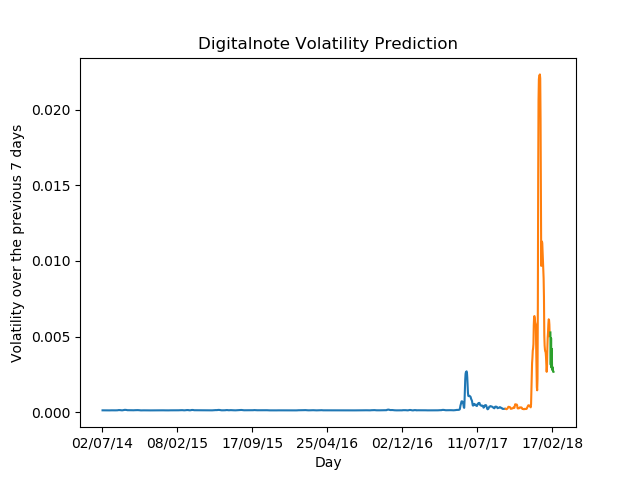 Digitalnote Volatility Prediction
Volatility over the previous 7 days
0.020
0.015
0.010
0.005
0.000
02/07/14 08/02/15 17/09/15 25/04/16 02/12/16 11/07/17 17/02/18
Day